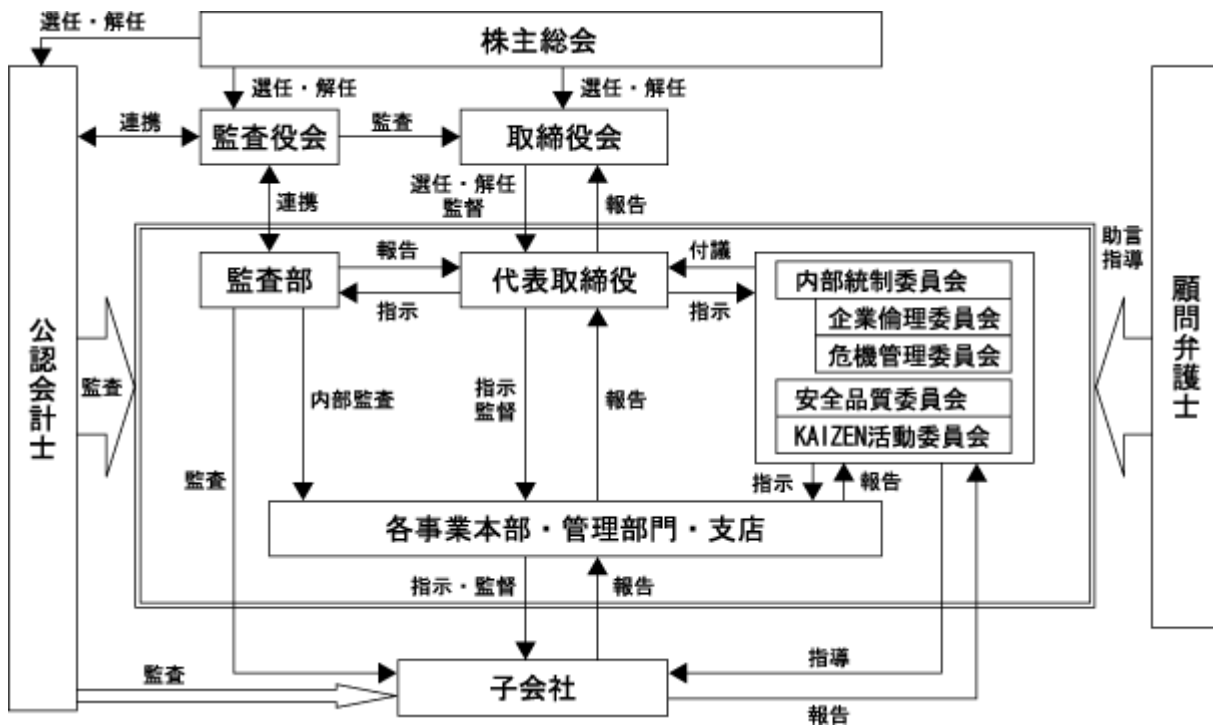 選任・解任
株主総会
選任・解任
選任・解任
連携
監査役会
監査
取締役会
連携
選任・解任
監督
報告
助言
指導
監査部
報告
指示
代表取締役
付議
指示
内部統制委員会
企業倫理委員会
危機管理委員会
安全品質委員会
KAIZEN活動委員会
公認会計士
監査
顧問弁護士
内部監査
指示
監督
報告
監査
指示
報告
各事業本部・管理部門・支店
指示・監督
報告
監査
子会社
指導
報告